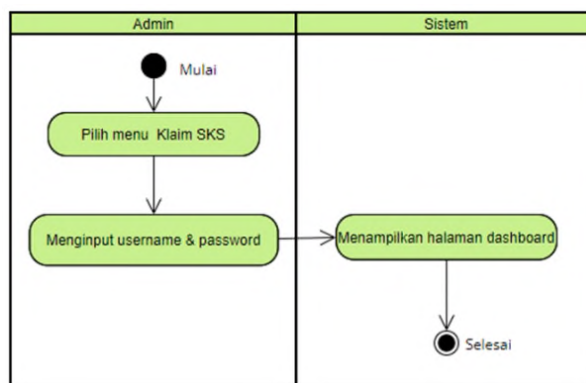 Admin
Sistem
Mulai
Pilih menu Klaim SKS
Menginput username & password
Menampilkan halaman dashboard
Selesai